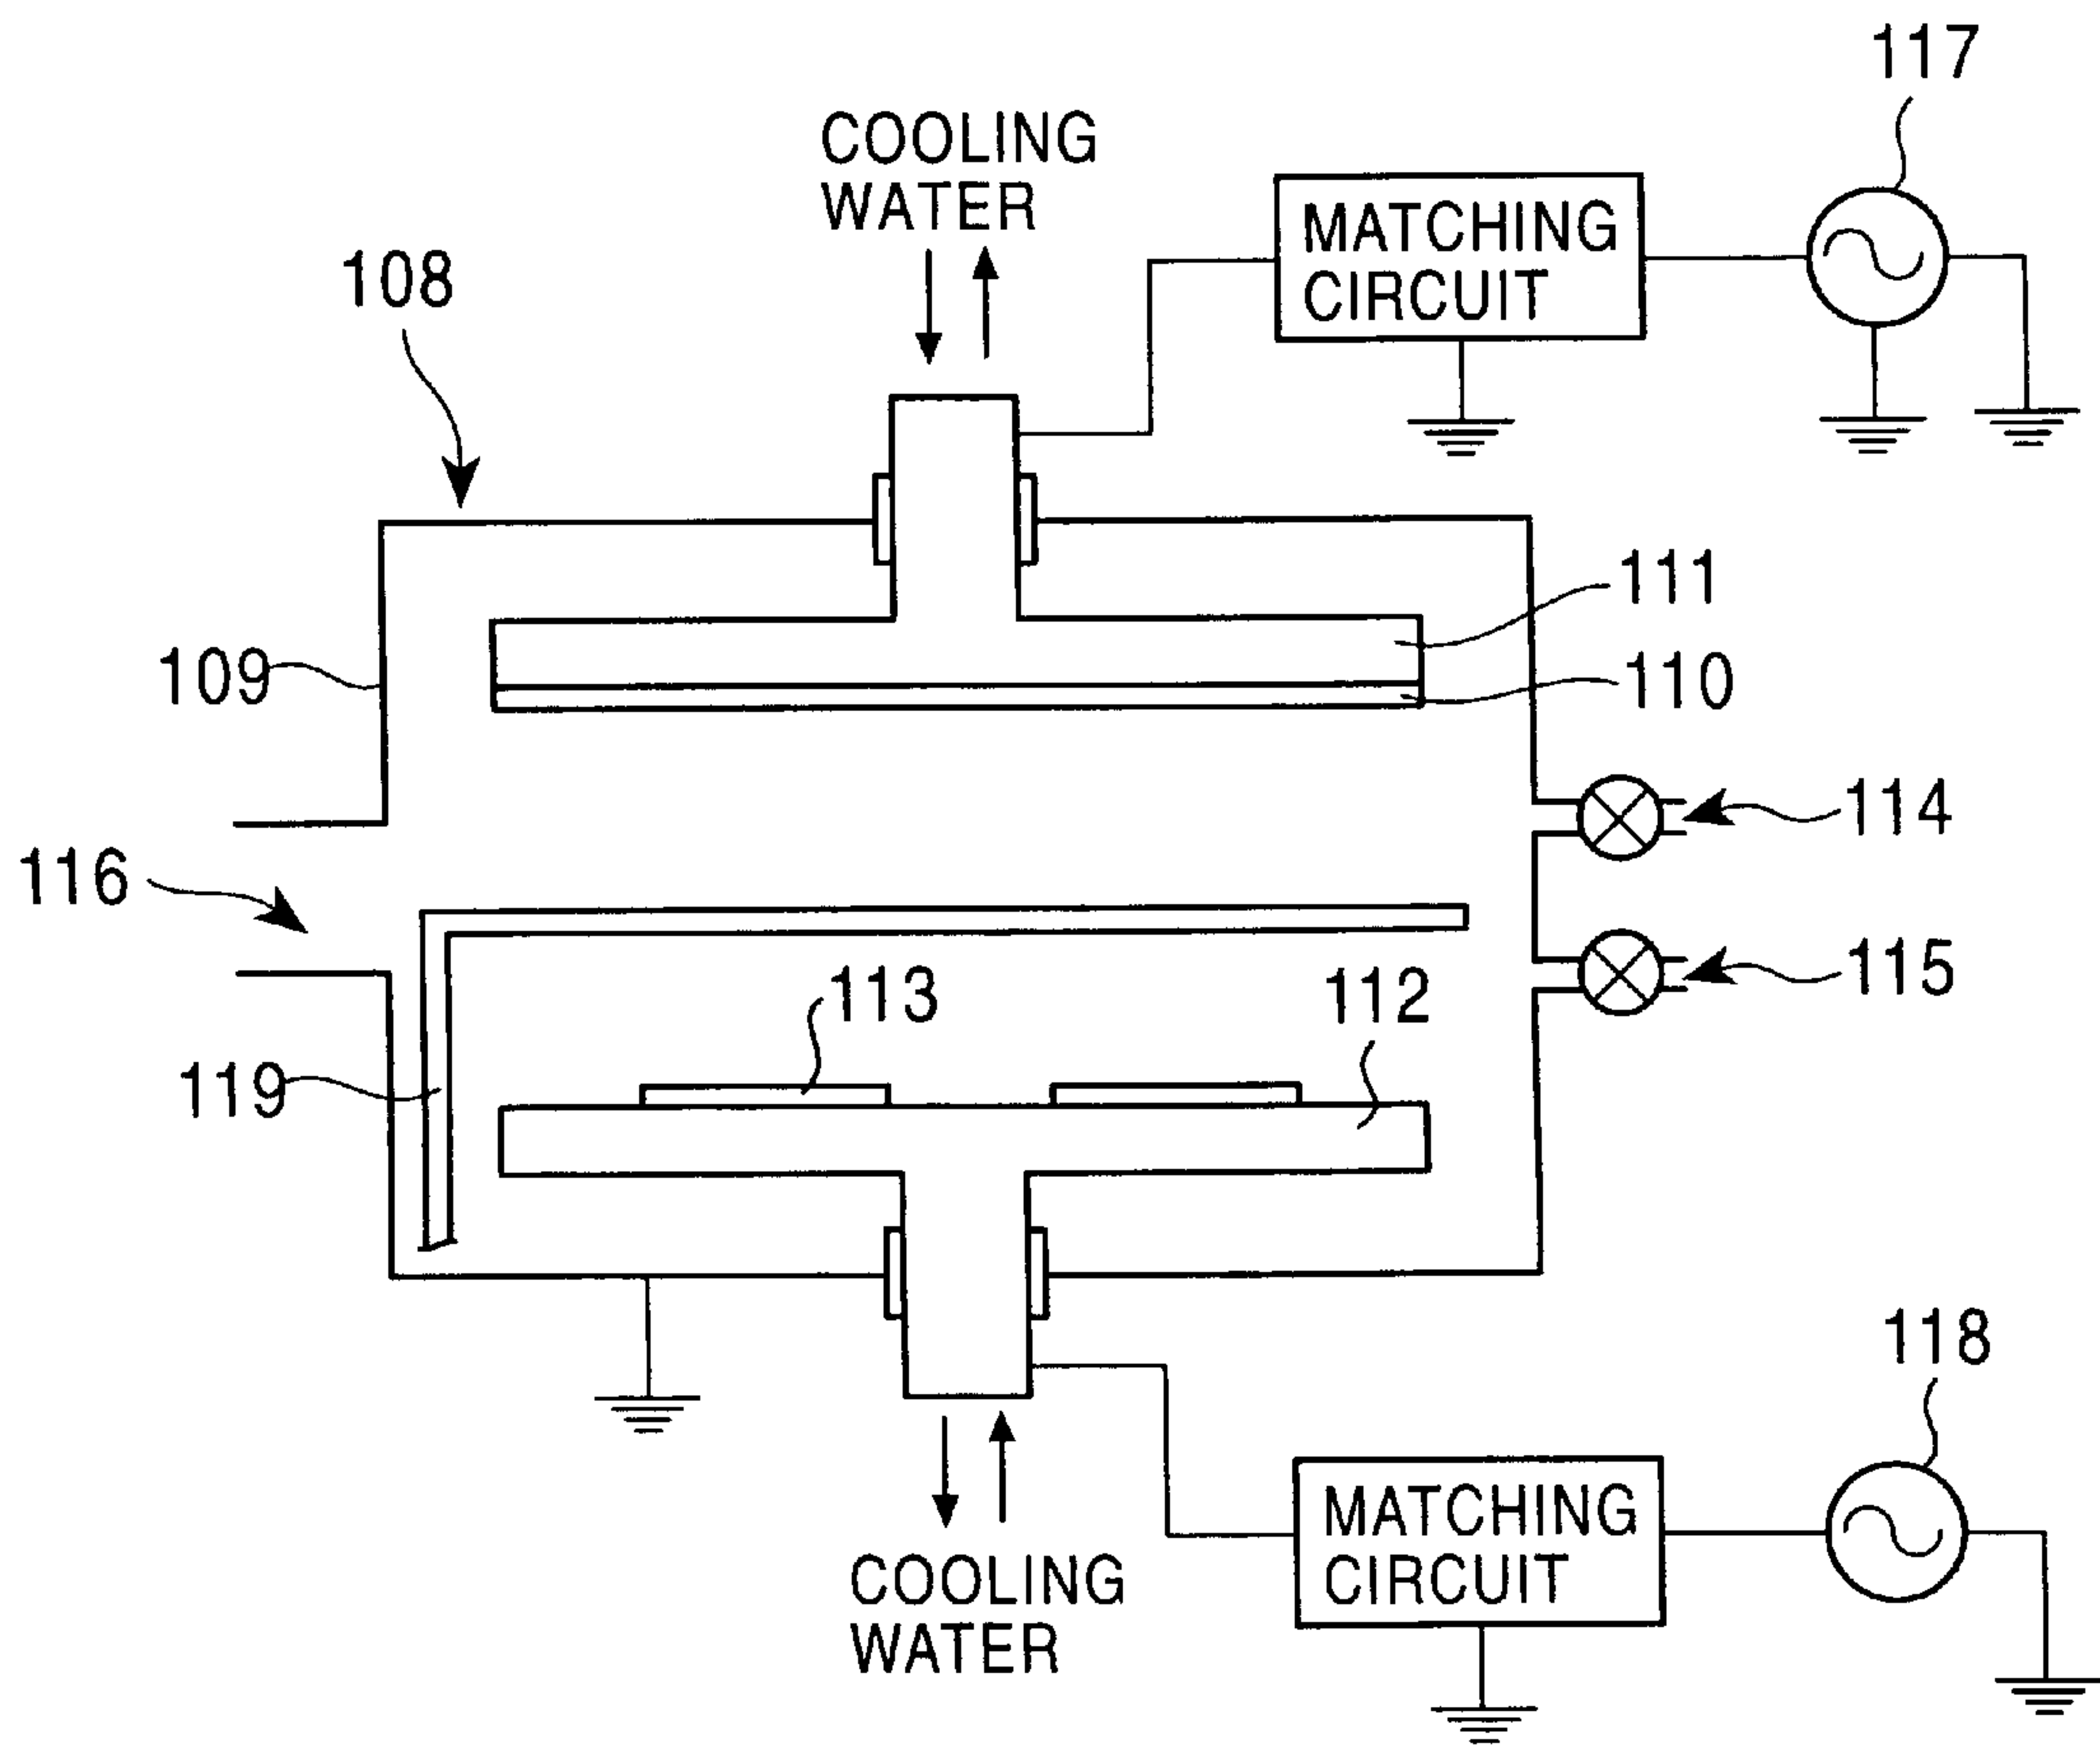 117
COOLING
WATER
MATCHING
CIRCUIT
108
111
109
110
114
116
115
113
112
119
118
MATCHING
CIRCUIT
COOLING
WATER